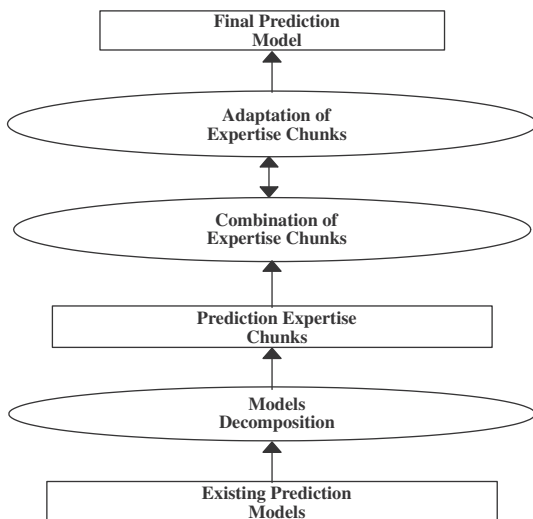 Final Prediction
Model
Adaptation of
Expertise Chunks
Combination of
Expertise Chunks
Prediction Expertise
Chunks
Models
Decomposition
Existing Prediction
Models